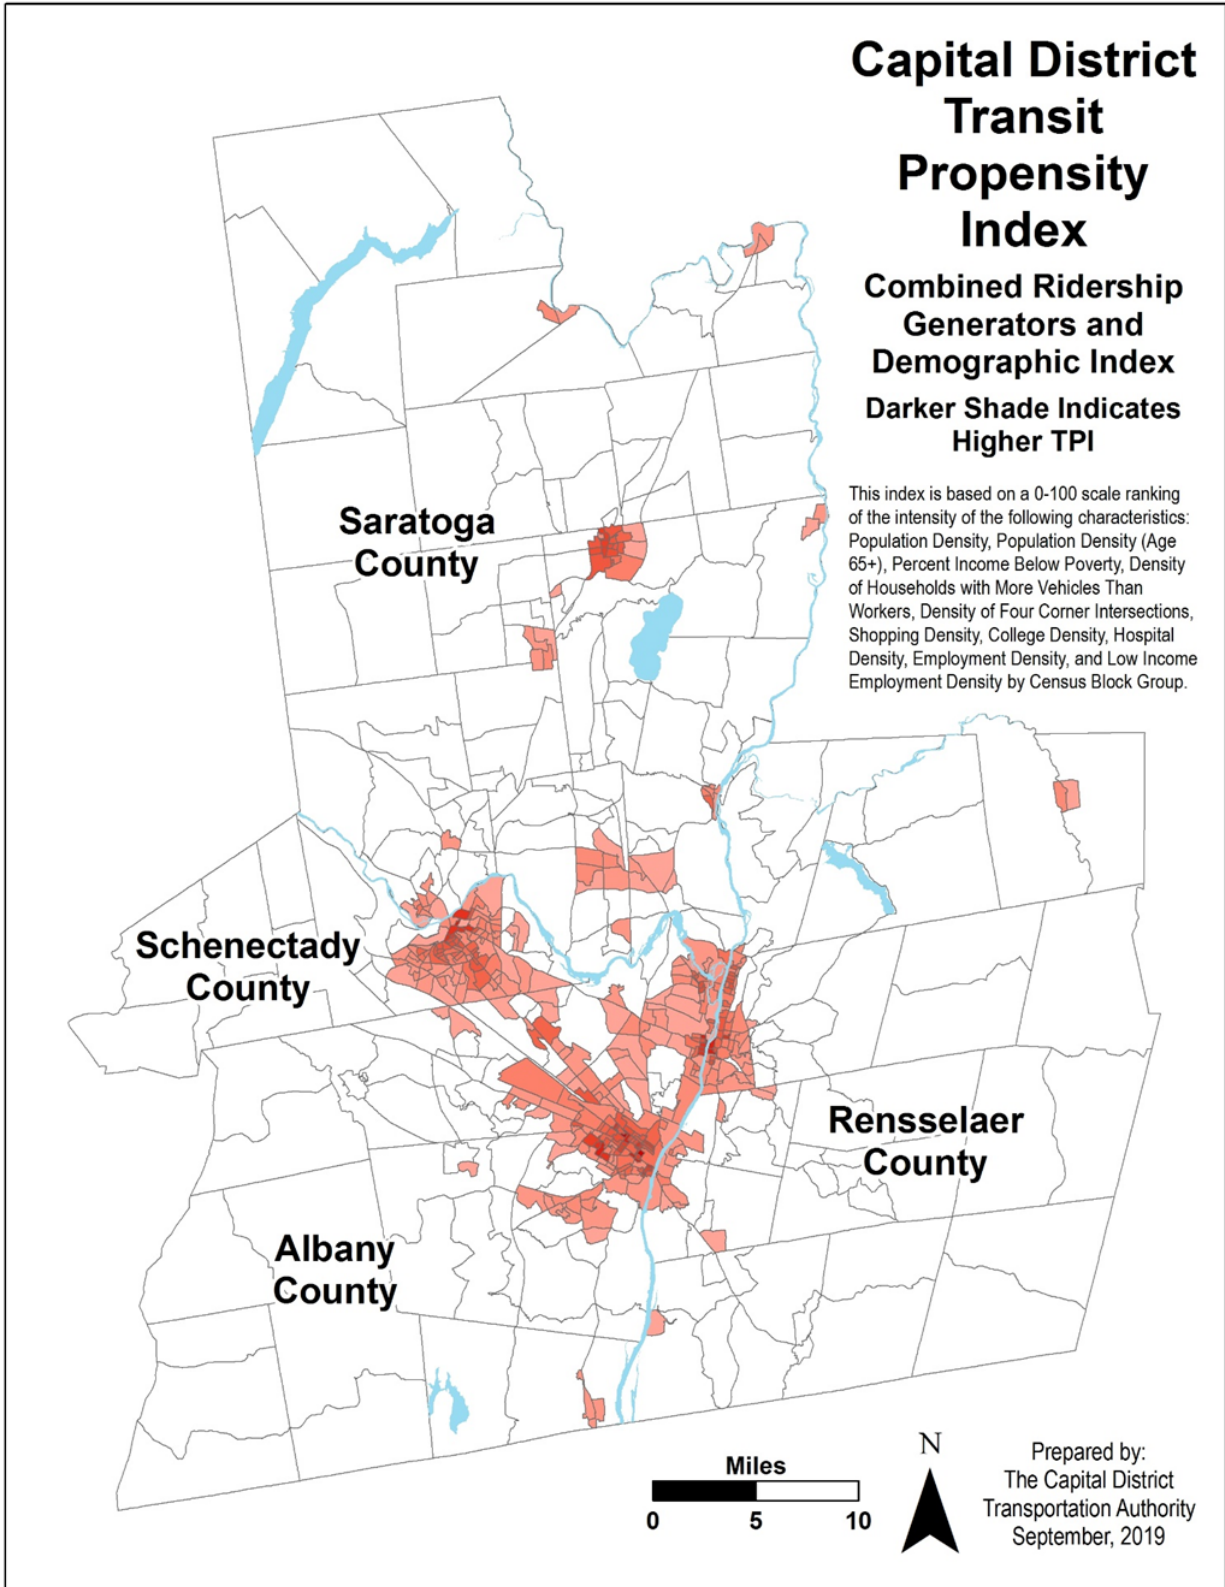 Capital District
Transit
Propensity
Index
Combined Ridership
Generators and
Demographic Index
Darker Shade Indicates
Higher TPI
This index is based on a 0-100 scale ranking
of the intensity of the following characteristics:
Population Density, Population Density (Age
65+), Percent Income Below Poverty, Density
of Households with More Vehicles Than
Workers, Density of Four Corner Intersections,
Shopping Density, College Density, Hospital
Density, Employment Density, and Low Income
Employment Density by Census Block Group.
Saratoga
County
Schenectady
County
Rensselaer
County
Albany
County
Miles
0 5 10
N
Prepared by:
The Capital District
Transportation Authority
September, 2019